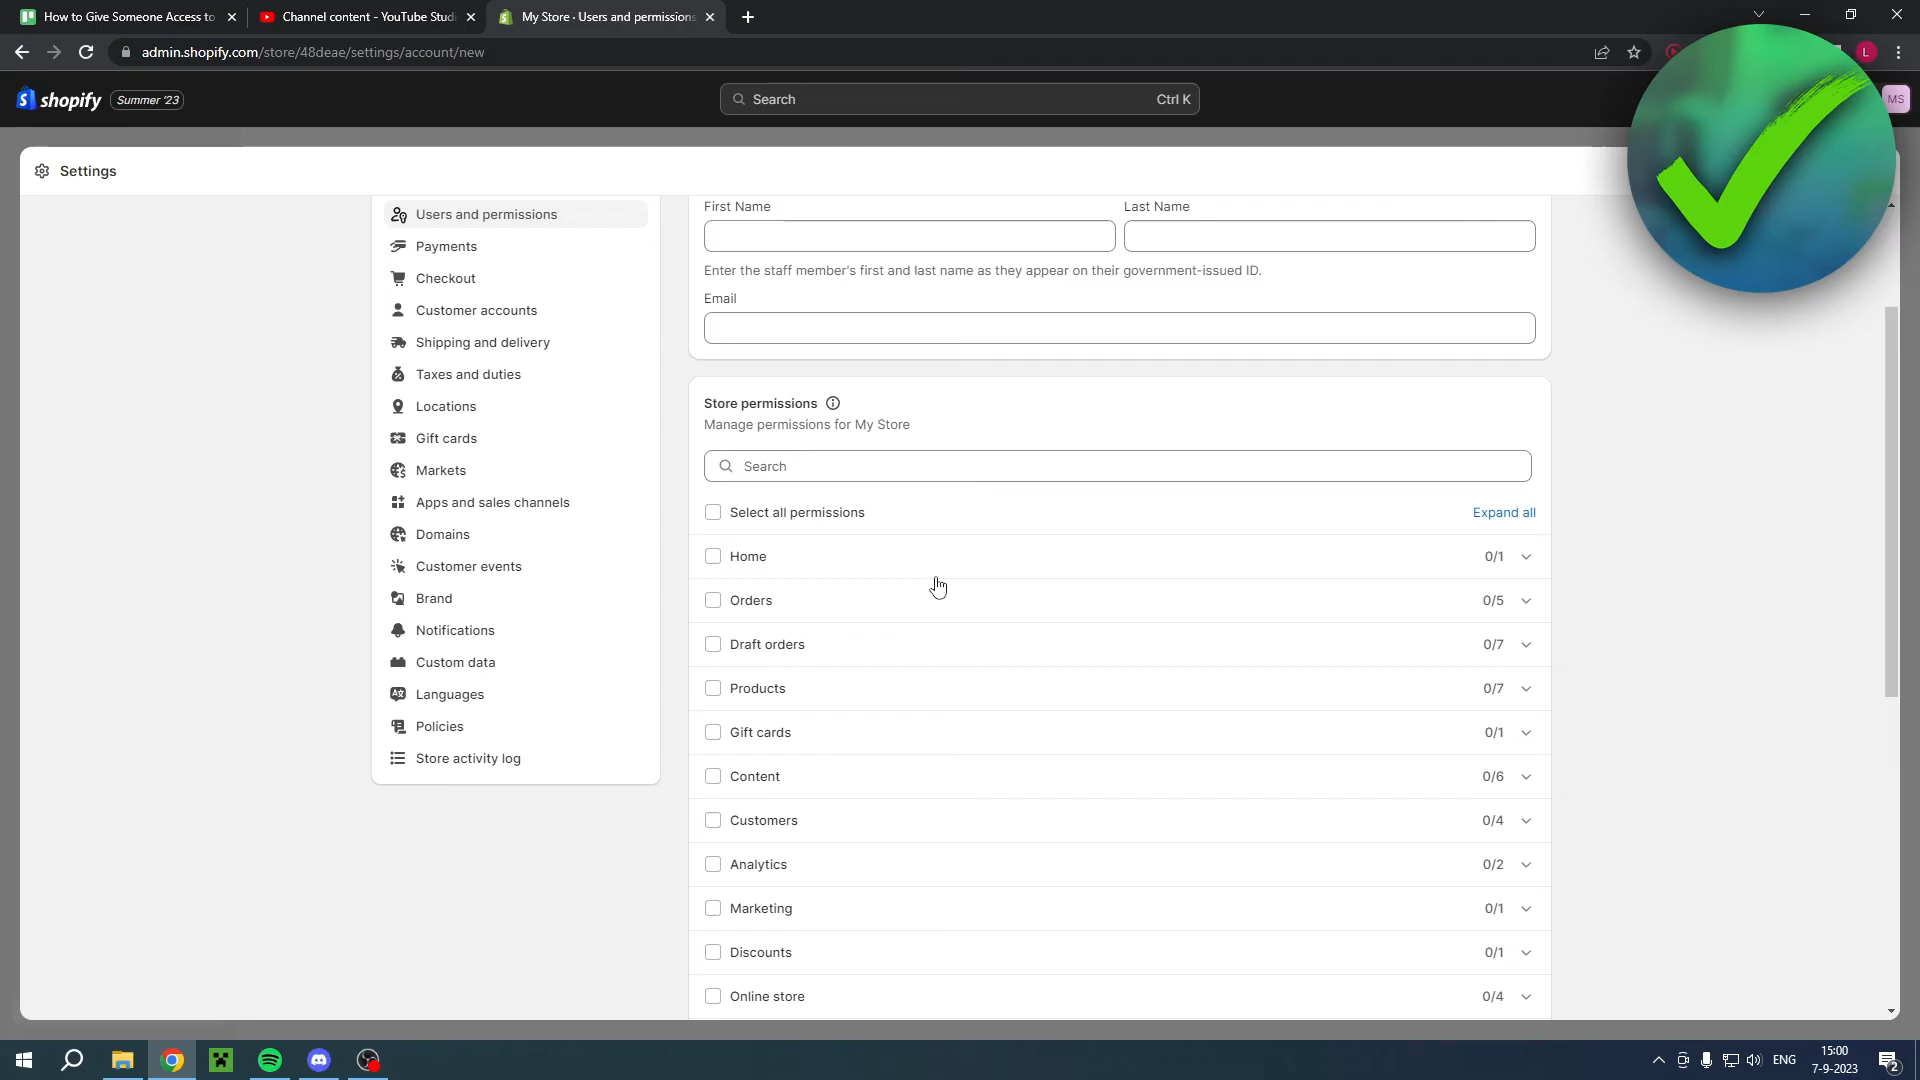 How to Give Someone Access to
Channel content - YouTube Studi
My Store · Users and permissions
admin.shopify.com/store/48deae/settings/account/new
L
shopify
Summer '23
Search
Ctrl K
MS
Settings
Users and permissions
Payments
Checkout
Customer accounts
Shipping and delivery
Taxes and duties
Locations
Gift cards
Markets
Apps and sales channels
Domains
Customer events
Brand
Notifications
Custom data
Languages
Policies
Store activity log
First Name
Last Name
Enter the staff member's first and last name as they appear on their government-issued ID.
Email
Store permissions
Manage permissions for My Store
Search
Select all permissions
Expand all
Home 0/1
Orders 0/5
Draft orders 0/7
Products 0/7
Gift cards 0/1
Content 0/6
Customers 0/4
Analytics 0/2
Marketing 0/1
Discounts 0/1
Online store 0/4
ENG
15:00
7-9-2023
2